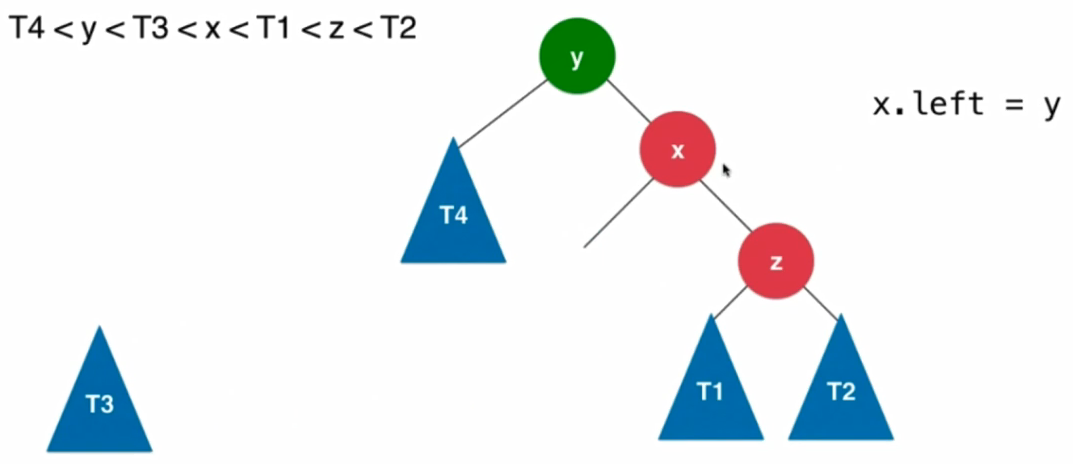 T4 < y < T3 < x < T1 < z < T2
y
x.left = y
x
T4
z
T3
T1
T2